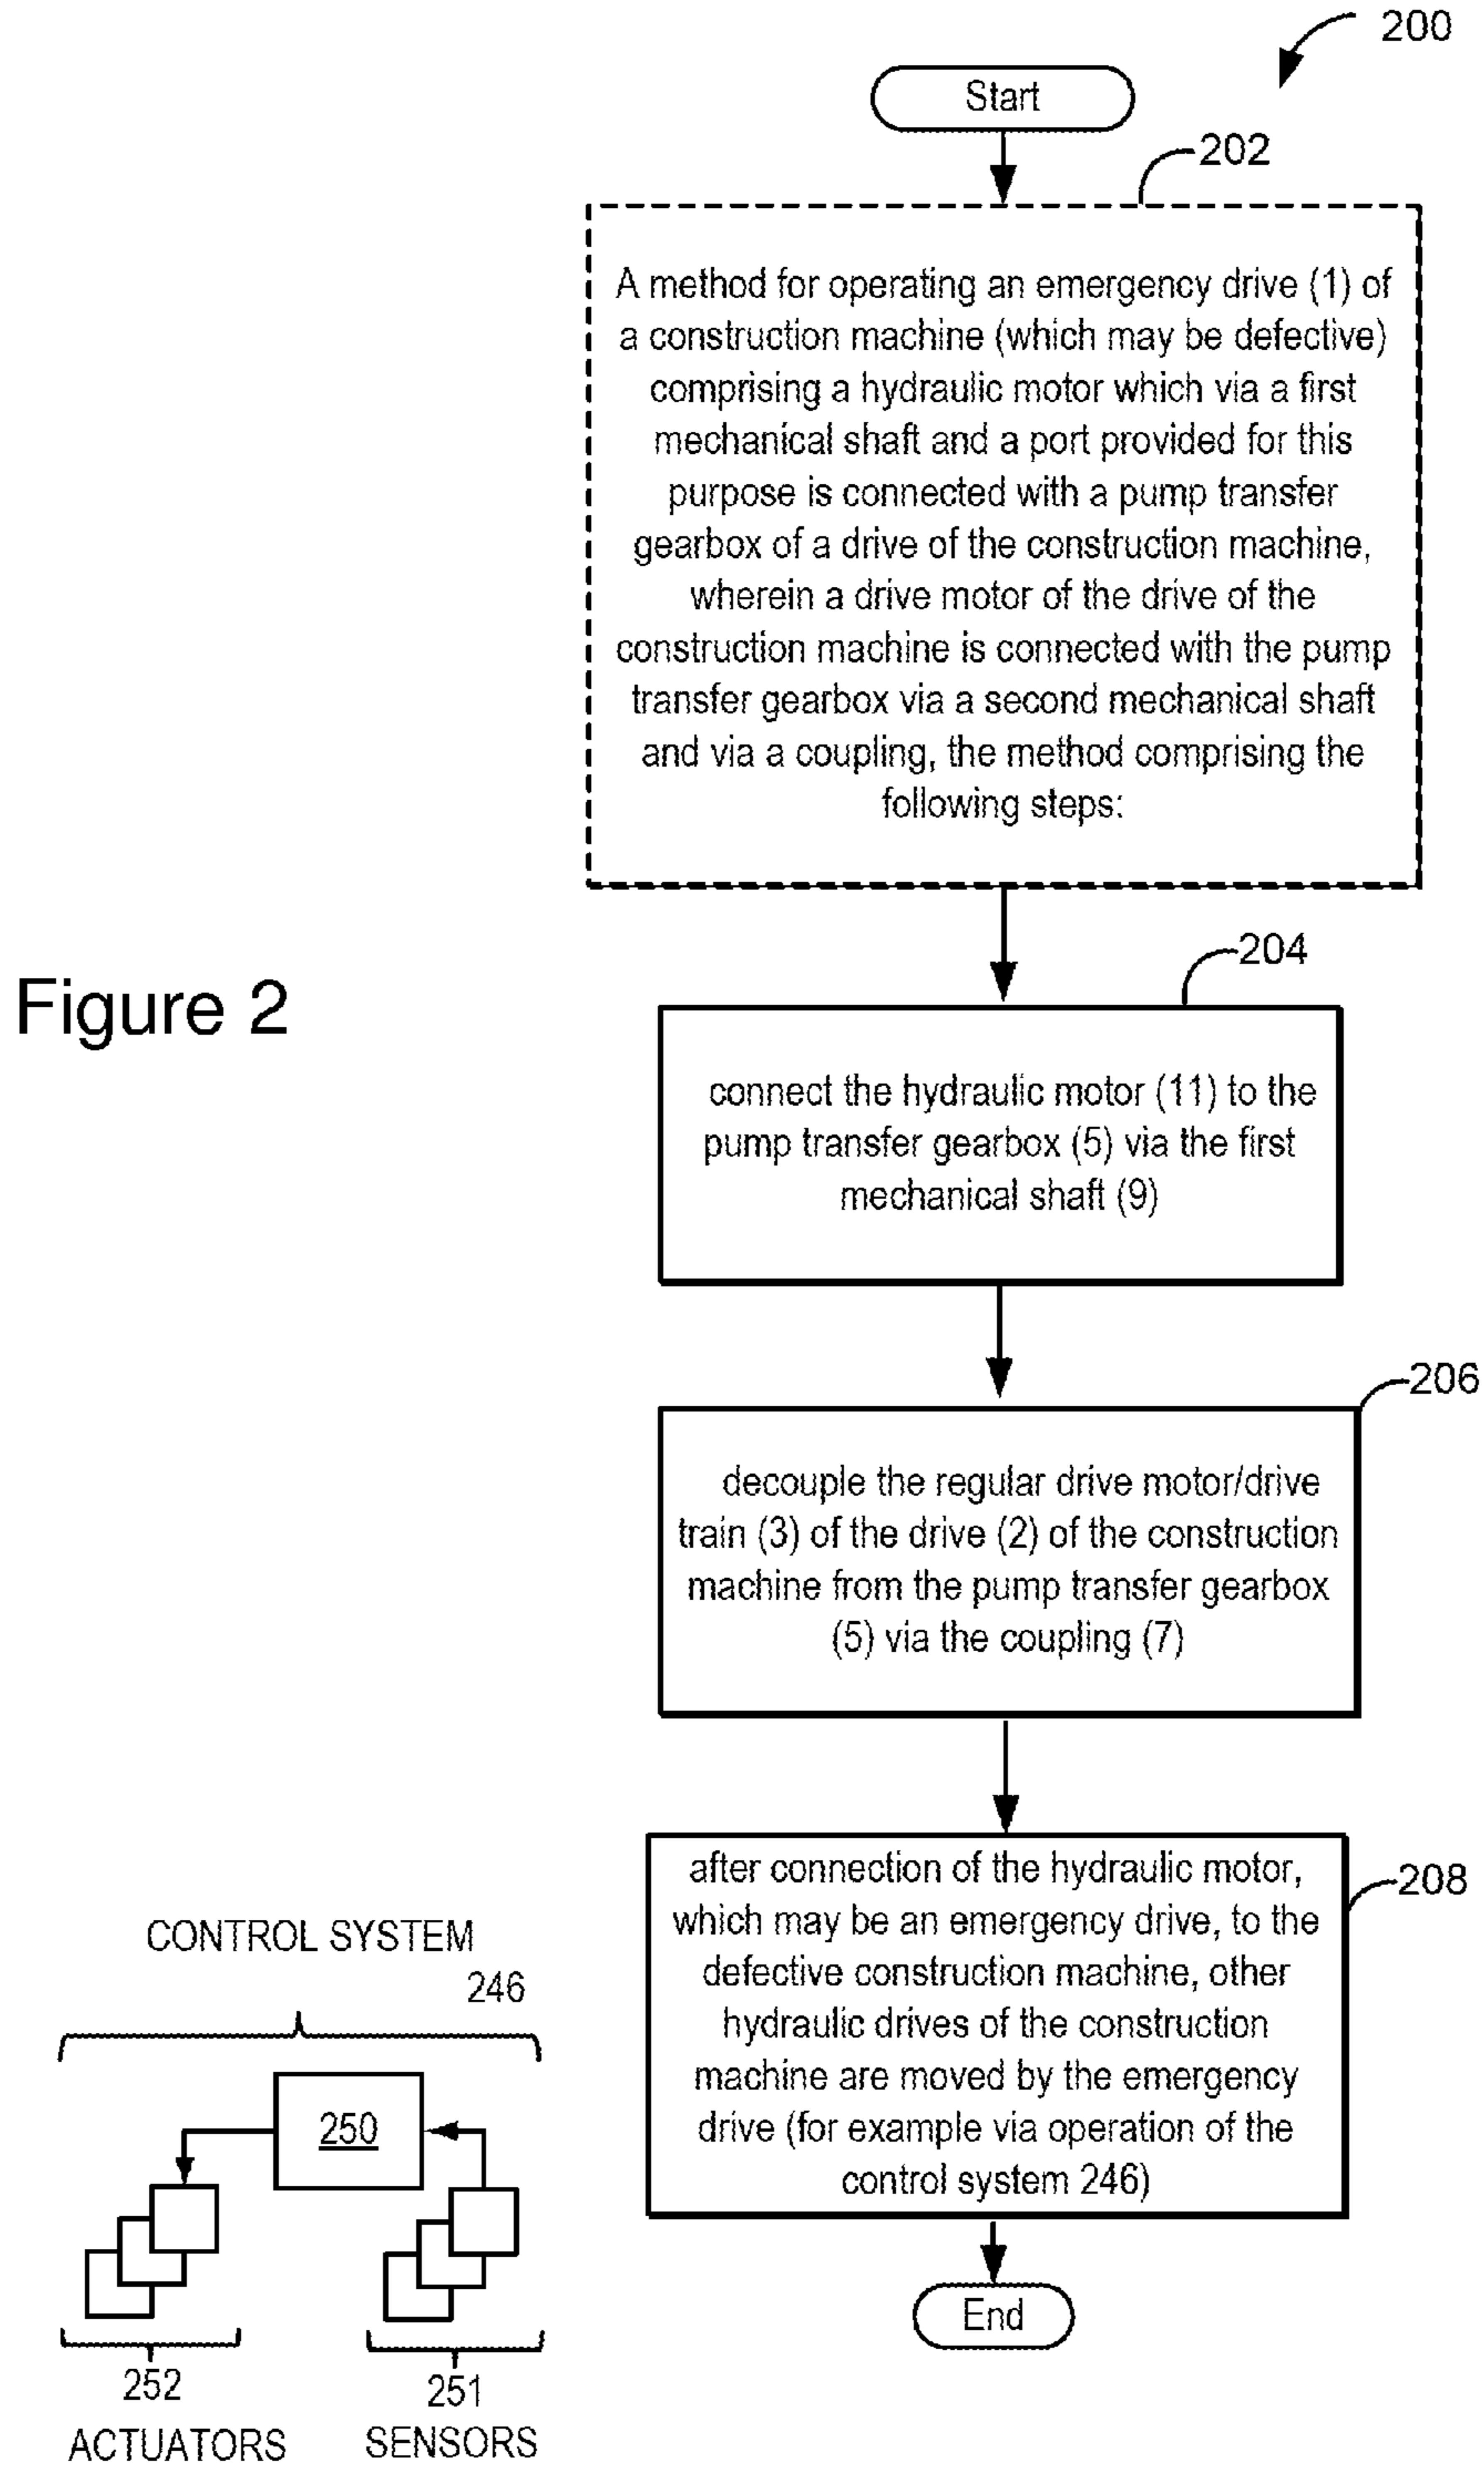 200
Start
202
A method for operating an emergency drive (1) of
a construction machine (which may be defective)
comprising a hydraulic motor which via a first
mechanical shaft and a port provided for this
purpose is connected with a pump transfer
gearbox of a drive of the construction machine,
wherein a drive motor of the drive of the
construction machine is connected with the pump
transfer gearbox via a second mechanical shaft
and via a coupling, the method comprising the
following steps:
204
Figure 2
connect the hydraulic motor (11) to the
pump transfer gearbox (5) via the first
mechanical shaft (9)
206
decouple the regular drive motor/drive
train (3) of the drive (2) of the construction
machine from the pump transfer gearbox
(5) via the coupling (7)
208
after connection of the hydraulic motor,
which may be an emergency drive, to the
defective construction machine, other
hydraulic drives of the construction
machine are moved by the emergency
drive (for example via operation of the
control system 246)
End
CONTROL SYSTEM
246
250
252
ACTUATORS
251
SENSORS